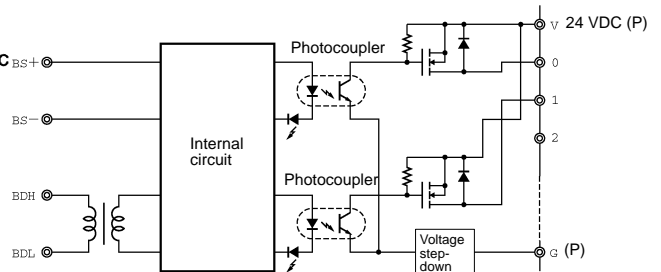 V 24 VDC (P)
Photocoupler
C BS+
0
1
BS−
2
Internal
circuit
Photocoupler
BDH
Voltage
step-
down
BDL
G (P)